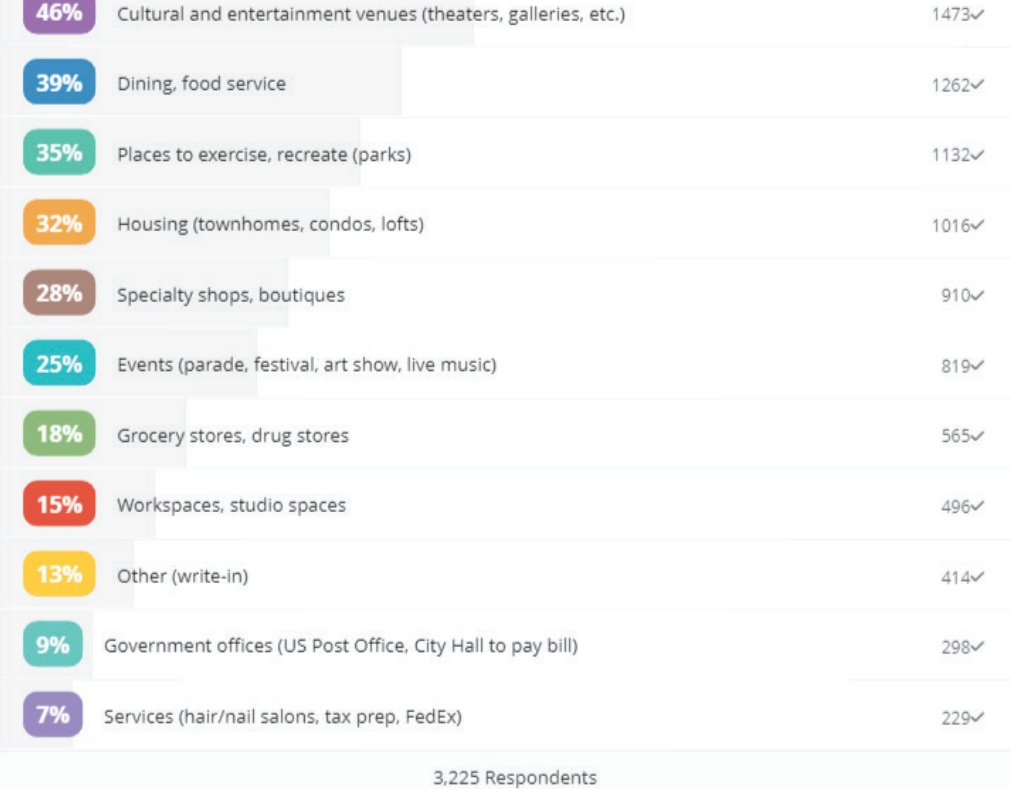 46% Cultural and entertainment venues (theaters, galleries, etc.) 1473✓
39% Dining, food service 1262✓
35% Places to exercise, recreate (parks) 1132✓
32% Housing (townhomes, condos, lofts) 1016✓
28% Specialty shops, boutiques 910✓
25% Events (parade, festival, art show, live music) 819✓
18% Grocery stores, drug stores 565✓
15% Workspaces, studio spaces 496✓
13% Other (write-in) 414✓
9% Government offices (US Post Office, City Hall to pay bill) 298✓
7% Services (hair/nail salons, tax prep, FedEx) 229✓
3,225 Respondents